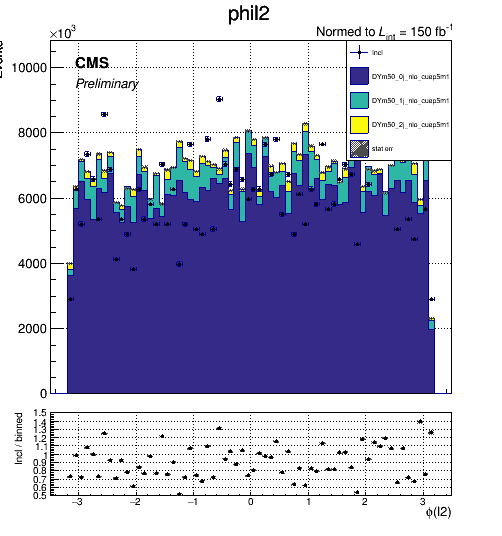 phil2
Normed to L_int = 150 fb⁻¹
×10³
Events
CMS
Preliminary
Incl
DYm50_0j_nlo_cuep5m1
DYm50_1j_nlo_cuep5m1
DYm50_2j_nlo_cuep5m1
stat err
10000
8000
6000
4000
2000
0
Incl / binned
1.5
1.4
1.3
1.2
1.1
1
0.9
0.8
0.7
0.6
0.5
−3 −2 −1 0 1 2 3
ϕ(l2)